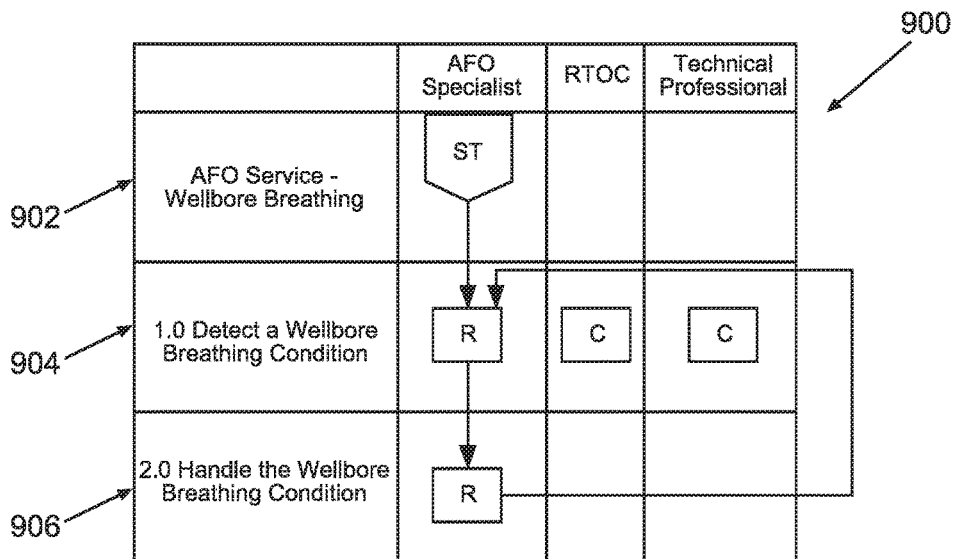 900
AFO
Specialist
RTOC
Technical
Professional
ST
902
AFO Service -
Wellbore Breathing
904
1.0 Detect a Wellbore
Breathing Condition
R
C
C
906
2.0 Handle the Wellbore
Breathing Condition
R